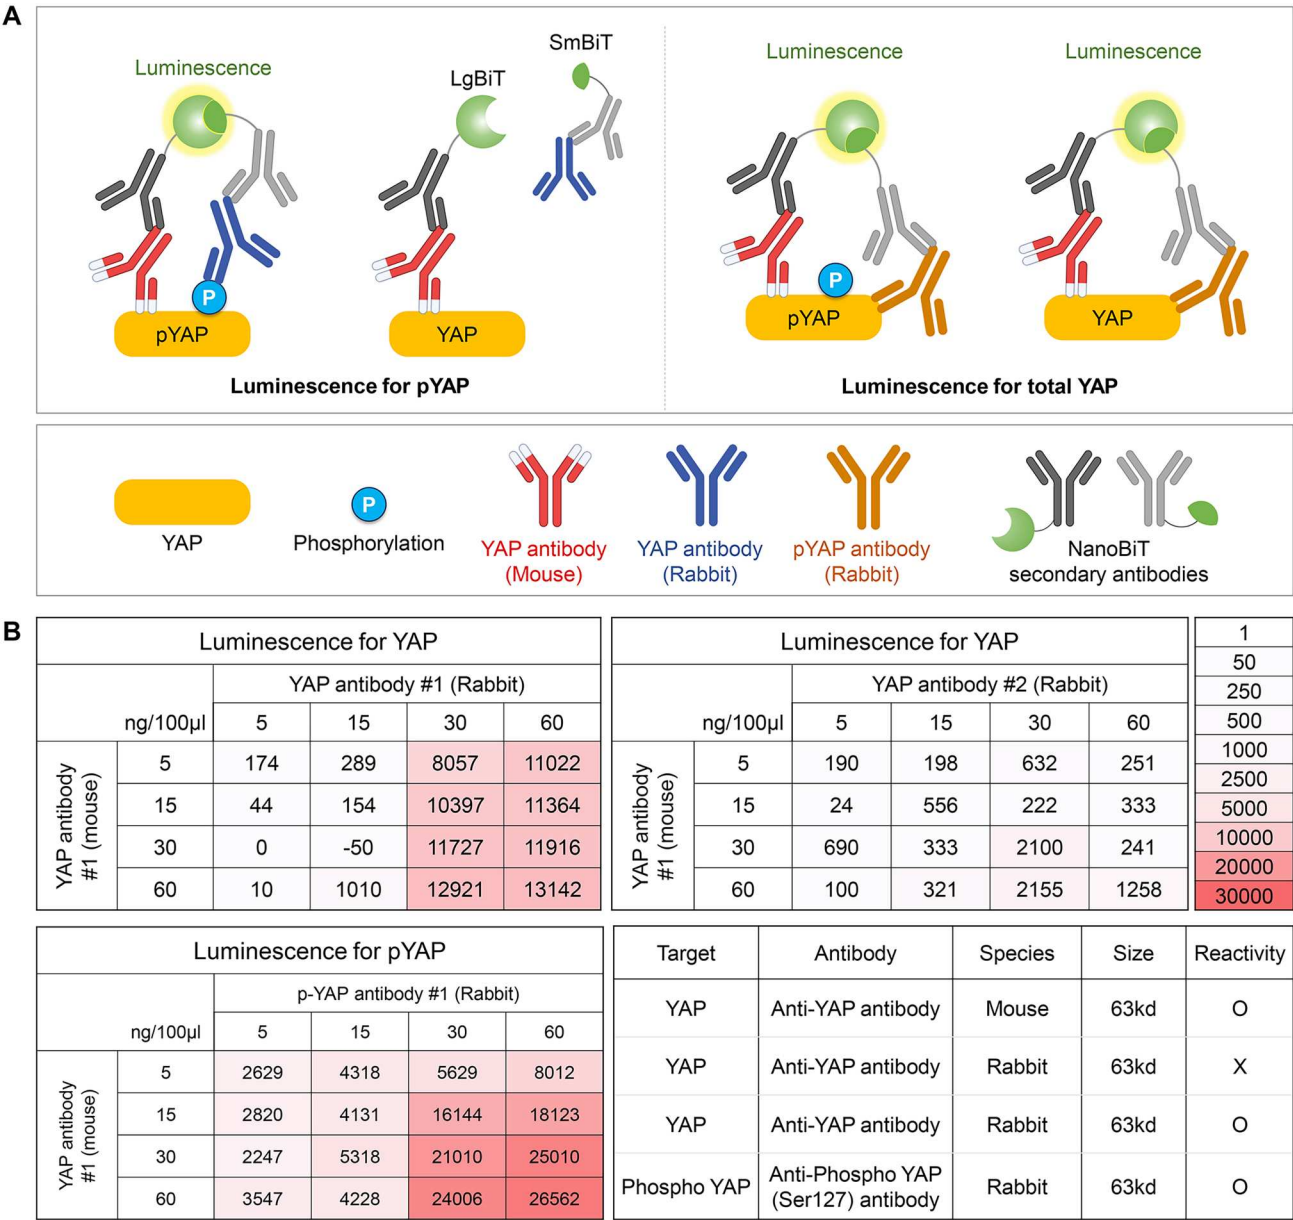 A
Luminescence
LgBiT
SmBiT
P
pYAP
YAP
Luminescence for pYAP
Luminescence
Luminescence
P
pYAP
YAP
Luminescence for total YAP
YAP
P
Phosphorylation
YAP antibody
(Mouse)
YAP antibody
(Rabbit)
pYAP antibody
(Rabbit)
NanoBiT
secondary antibodies
B
Luminescence for YAP
YAP antibody #1 (Rabbit)
ng/100µl 5 15 30 60
YAP antibody
#1 (mouse)
5 174 289 8057 11022
15 44 154 10397 11364
30 0 -50 11727 11916
60 10 1010 12921 13142
Luminescence for YAP
YAP antibody #2 (Rabbit)
ng/100µl 5 15 30 60
YAP antibody
#1 (mouse)
5 190 198 632 251
15 24 556 222 333
30 690 333 2100 241
60 100 321 2155 1258
1
50
250
500
1000
2500
5000
10000
20000
30000
Luminescence for pYAP
p-YAP antibody #1 (Rabbit)
ng/100µl 5 15 30 60
YAP antibody
#1 (mouse)
5 2629 4318 5629 8012
15 2820 4131 16144 18123
30 2247 5318 21010 25010
60 3547 4228 24006 26562
Target Antibody Species Size Reactivity
YAP Anti-YAP antibody Mouse 63kd O
YAP Anti-YAP antibody Rabbit 63kd X
YAP Anti-YAP antibody Rabbit 63kd O
Phospho YAP Anti-Phospho YAP
(Ser127) antibody Rabbit 63kd O